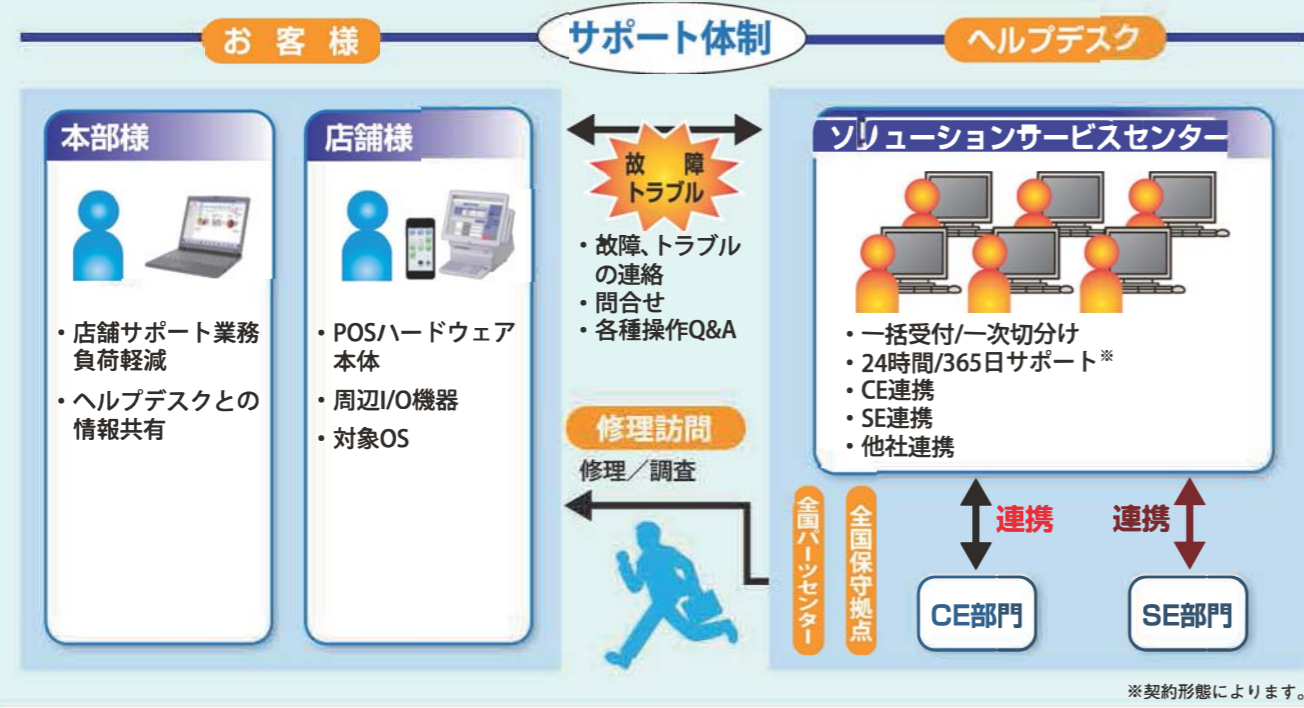 お客様
サポート体制
ヘルプデスク
本部様
・店舗サポート業務
負荷軽減
・ヘルプデスクとの
情報共有
店舗様
・POSハードウェア
本体
・周辺I/O機器
・対象OS
故　障
トラブル
・故障、トラブル
の連絡
・問合せ
・各種操作Q&A
修理訪問
修理／調査
ソリューションサービスセンター
・一括受付/一次切分け
・24時間/365日サポート※
・CE連携
・SE連携
・他社連携
全国パーツセンター
全国保守拠点
連携
連携
CE部門
SE部門
※契約形態によります。